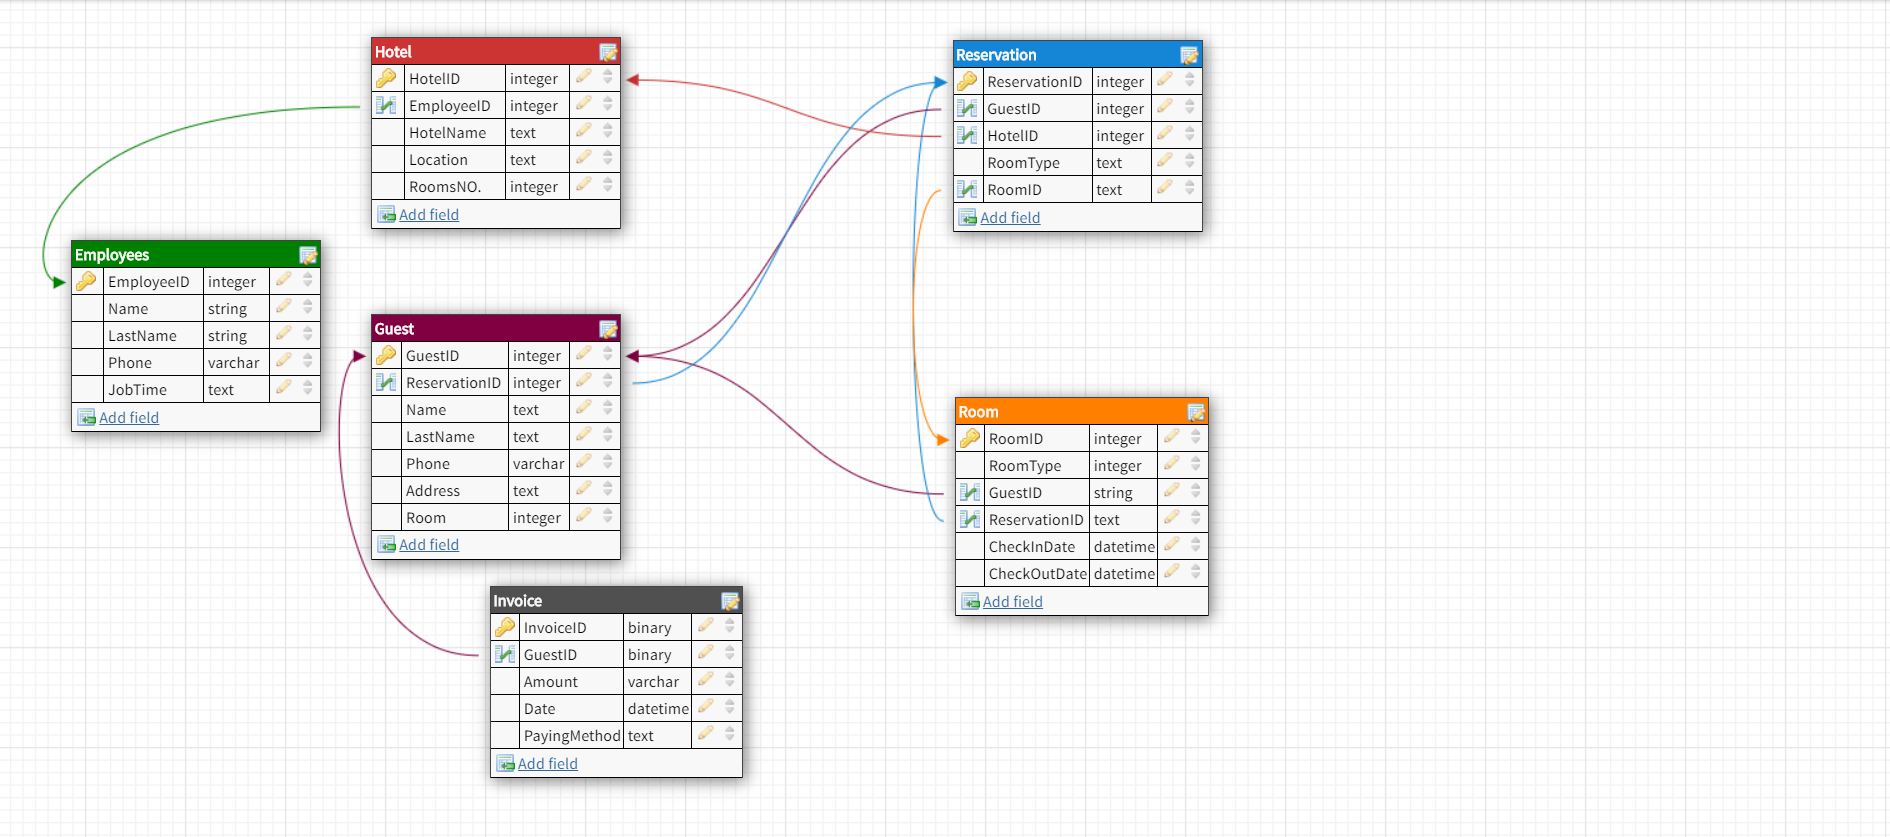 Hotel
HotelID integer
EmployeeID integer
HotelName text
Location text
RoomsNO. integer
Add field
Reservation
ReservationID integer
GuestID integer
HotelID integer
RoomType text
RoomID text
Add field
Employees
EmployeeID integer
Name string
LastName string
Phone varchar
JobTime text
Add field
Guest
GuestID integer
ReservationID integer
Name text
LastName text
Phone varchar
Address text
Room integer
Add field
Room
RoomID integer
RoomType integer
GuestID string
ReservationID text
CheckInDate datetime
CheckOutDate datetime
Add field
Invoice
InvoiceID binary
GuestID binary
Amount varchar
Date datetime
PayingMethod text
Add field